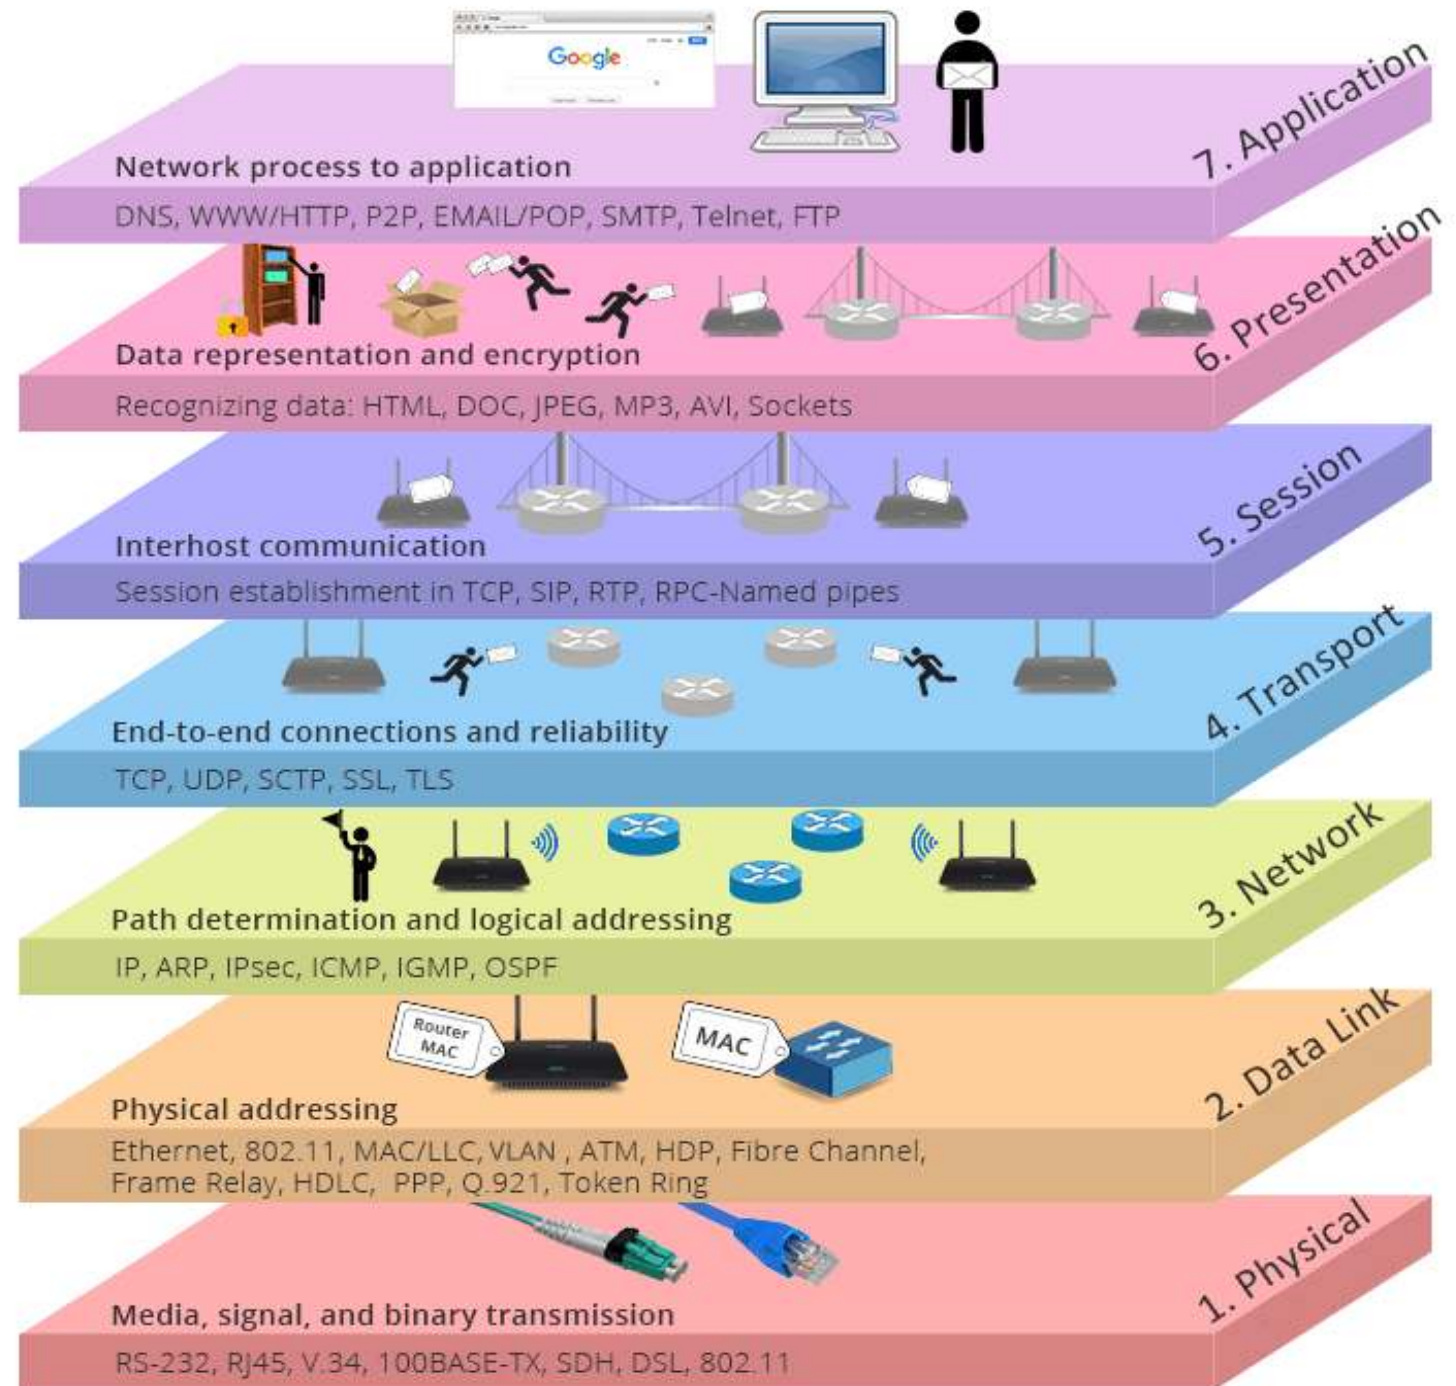 Google
7. Application
Network process to application
DNS, WWW/HTTP, P2P, EMAIL/POP, SMTP, Telnet, FTP
6. Presentation
Data representation and encryption
Recognizing data: HTML, DOC, JPEG, MP3, AVI, Sockets
5. Session
Interhost communication
Session establishment in TCP, SIP, RTP, RPC-Named pipes
4. Transport
End-to-end connections and reliability
TCP, UDP, SCTP, SSL, TLS
3. Network
Path determination and logical addressing
IP, ARP, IPsec, ICMP, IGMP, OSPF
Router
MAC
MAC
2. Data Link
Physical addressing
Ethernet, 802.11, MAC/LLC, VLAN , ATM, HDP, Fibre Channel,
Frame Relay, HDLC, PPP, Q.921, Token Ring
1. Physical
Media, signal, and binary transmission
RS-232, RJ45, V.34, 100BASE-TX, SDH, DSL, 802.11